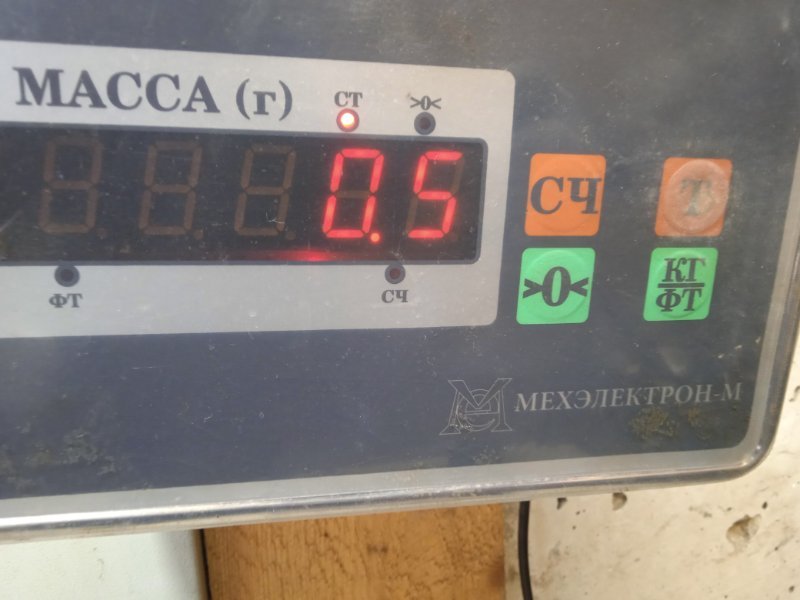 МАССА (г)
СТ >0<
0.5
ФТ СЧ
СЧ Т
>0< КГ
ФТ
МЕХЭЛЕКТРОН-М